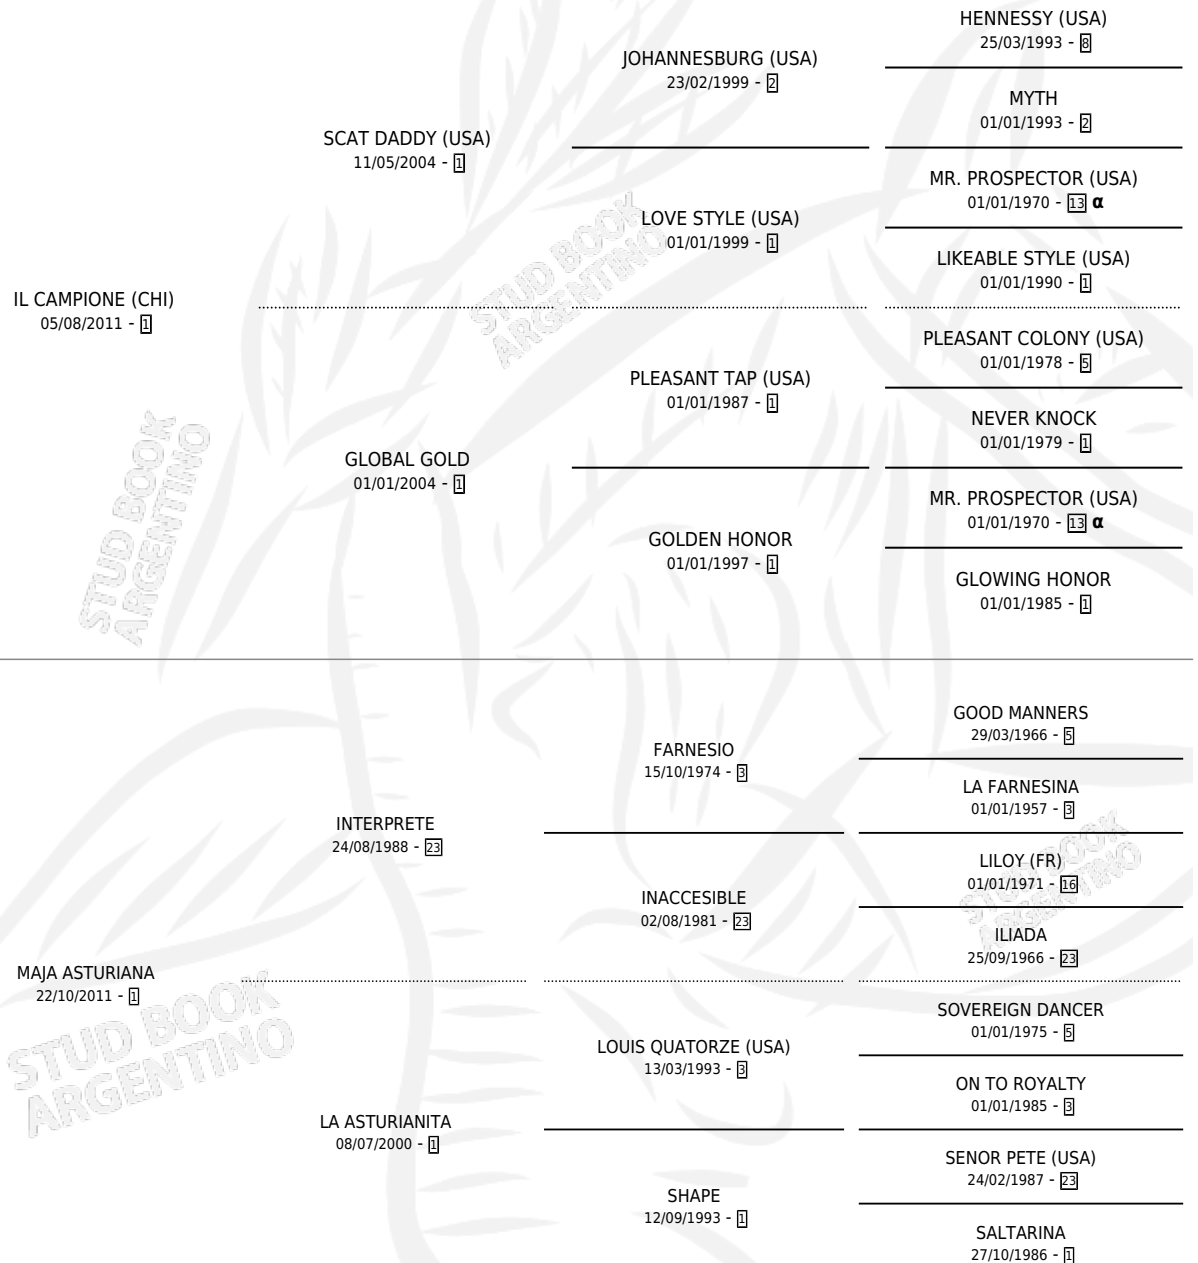 HENNESSY (USA)
25/03/1993 - 8
JOHANNESBURG (USA)
23/02/1999 - 2
MYTH
01/01/1993 - 2
SCAT DADDY (USA)
11/05/2004 - 1
MR. PROSPECTOR (USA)
01/01/1970 - 13 α
LOVE STYLE (USA)
01/01/1999 - 1
LIKEABLE STYLE (USA)
01/01/1990 - 1
IL CAMPIONE (CHI)
05/08/2011 - 1
PLEASANT COLONY (USA)
01/01/1978 - 5
PLEASANT TAP (USA)
01/01/1987 - 1
NEVER KNOCK
01/01/1979 - 1
GLOBAL GOLD
01/01/2004 - 1
MR. PROSPECTOR (USA)
01/01/1970 - 13 α
GOLDEN HONOR
01/01/1997 - 1
GLOWING HONOR
01/01/1985 - 1
STUD BOOK
ARGENTINO
STUD BOOK
ARGENTINO
GOOD MANNERS
29/03/1966 - 5
FARNESIO
15/10/1974 - 3
LA FARNESINA
01/01/1957 - 3
INTERPRETE
24/08/1988 - 23
LILOY (FR)
01/01/1971 - 16
INACCESIBLE
02/08/1981 - 23
ILIADA
25/09/1966 - 23
STUD BOOK
ARGENTINO
MAJA ASTURIANA
22/10/2011 - 1
SOVEREIGN DANCER
01/01/1975 - 5
LOUIS QUATORZE (USA)
13/03/1993 - 3
ON TO ROYALTY
01/01/1985 - 3
LA ASTURIANITA
08/07/2000 - 1
SENOR PETE (USA)
24/02/1987 - 23
SHAPE
12/09/1993 - 1
SALTARINA
27/10/1986 - 1
STUD BOOK
ARGENTINO